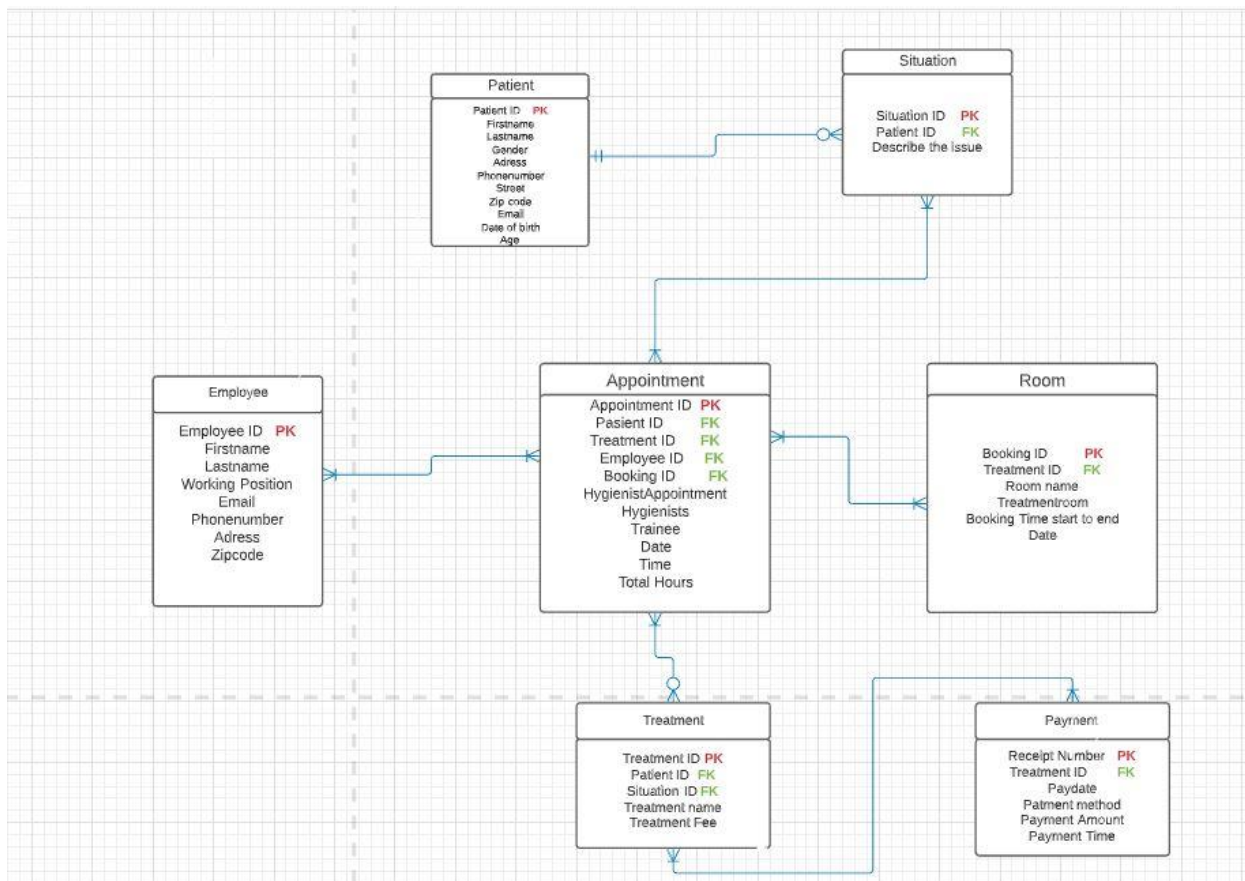 Patient
Patient ID PK
Firstname
Lastname
Gender
Adress
Phonenumber
Street
Zip code
Email
Date of birth
Age
Situation
Situation ID PK
Patient ID FK
Describe the issue
Employee
Employee ID PK
Firstname
Lastname
Working Position
Email
Phonenumber
Adress
Zipcode
Appointment
Appointment ID PK
Pasient ID FK
Treatment ID FK
Employee ID FK
Booking ID FK
HygienistAppointment
Hygienists
Trainee
Date
Time
Total Hours
Room
Booking ID PK
Treatment ID FK
Room name
Treatmentroom
Booking Time start to end
Date
Treatment
Treatment ID PK
Patient ID FK
Situation ID FK
Treatment name
Treatment Fee
Payment
Receipt Number PK
Treatment ID FK
Paydate
Patment method
Payment Amount
Payment Time